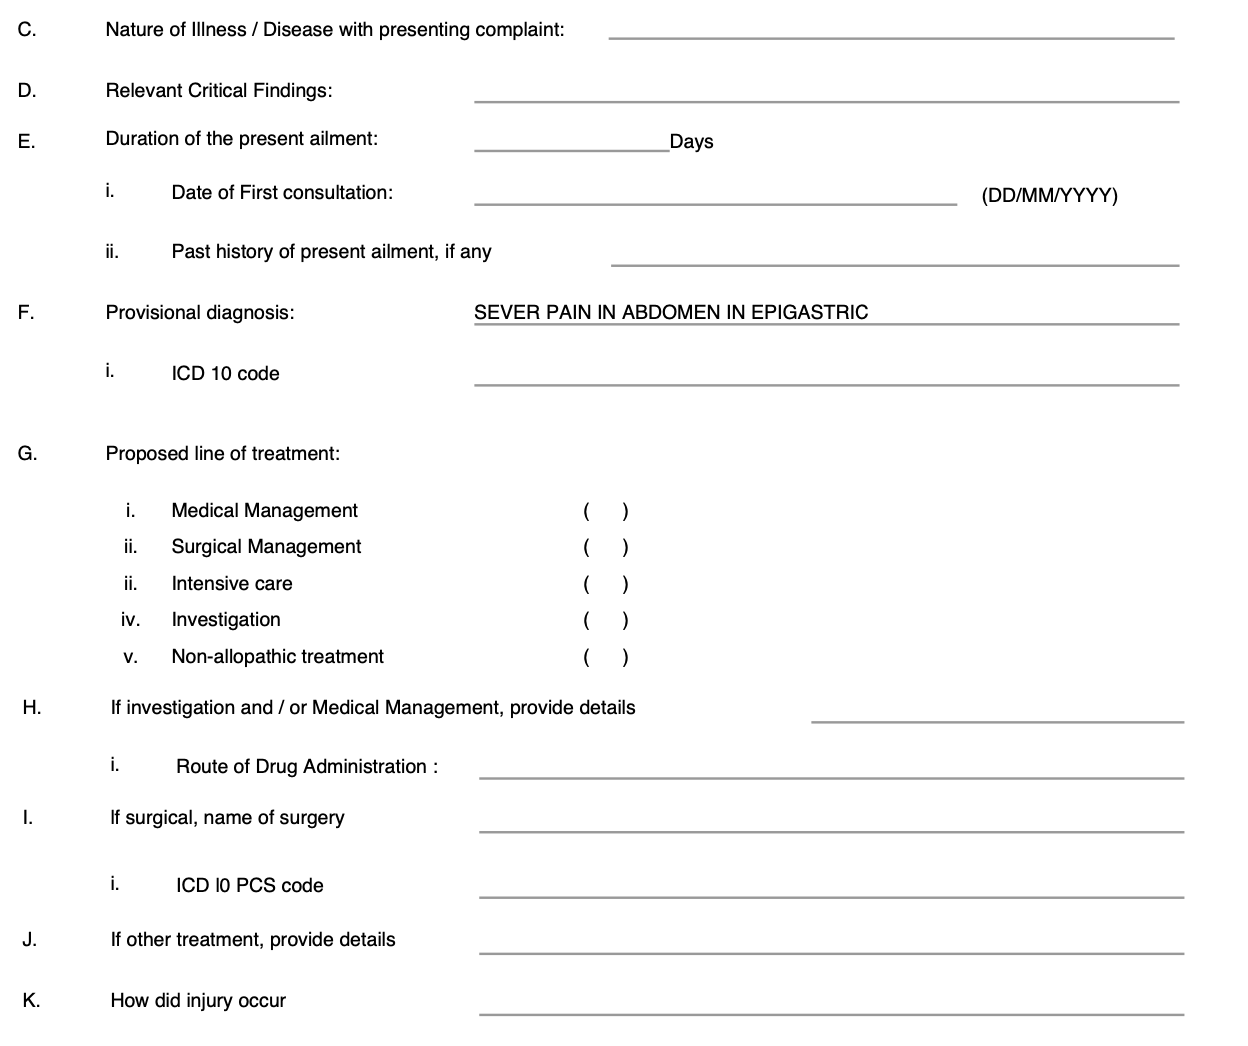 C. Nature of Illness / Disease with presenting complaint:
D. Relevant Critical Findings:
E. Duration of the present ailment: Days
i. Date of First consultation: (DD/MM/YYYY)
ii. Past history of present ailment, if any
F. Provisional diagnosis: SEVER PAIN IN ABDOMEN IN EPIGASTRIC
i. ICD 10 code
G. Proposed line of treatment:
i. Medical Management ( )
ii. Surgical Management ( )
ii. Intensive care ( )
iv. Investigation ( )
v. Non-allopathic treatment ( )
H. If investigation and / or Medical Management, provide details
i. Route of Drug Administration :
I. If surgical, name of surgery
i. ICD l0 PCS code
J. If other treatment, provide details
K. How did injury occur